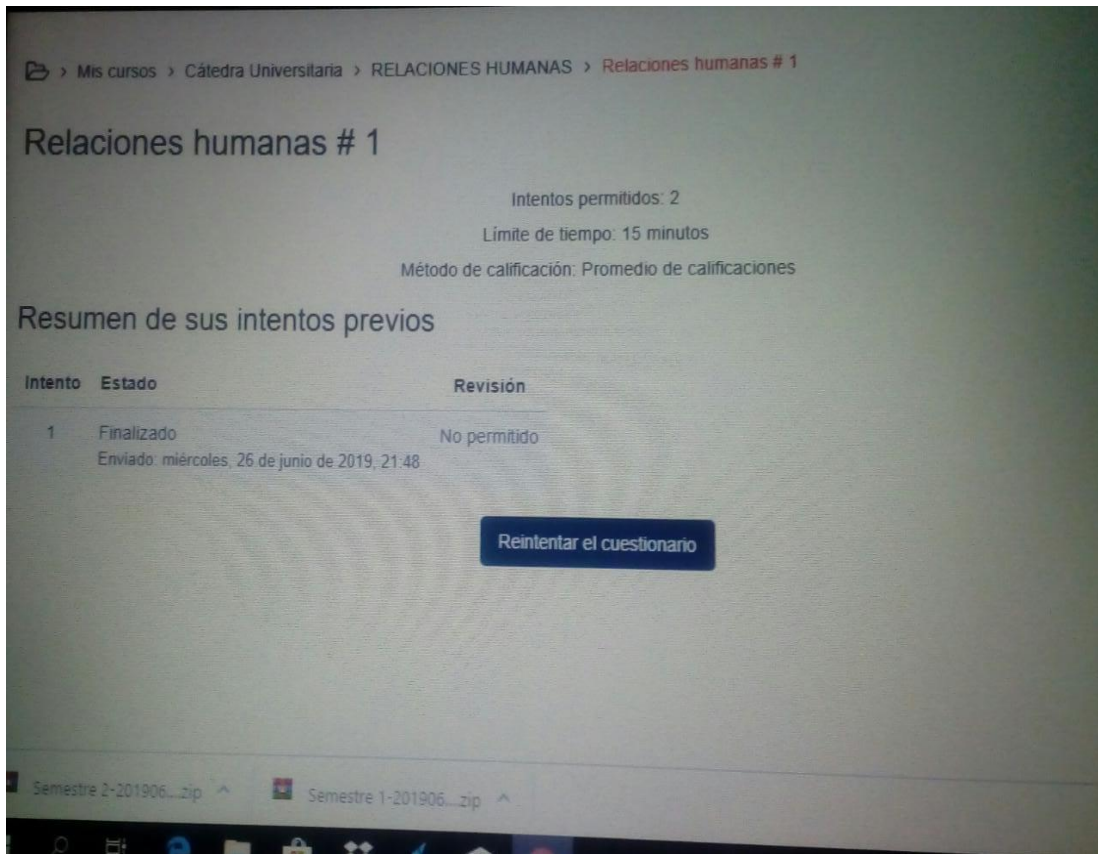 > Mis cursos > Cátedra Universitaria > RELACIONES HUMANAS > Relaciones humanas # 1
Relaciones humanas # 1
Intentos permitidos: 2
Límite de tiempo: 15 minutos
Método de calificación: Promedio de calificaciones
Resumen de sus intentos previos
Intento Estado Revisión
1 Finalizado No permitido
Enviado: miércoles, 26 de junio de 2019, 21:48
Reintentar el cuestionario
Semestre 2-201906....zip Semestre 1-201906....zip